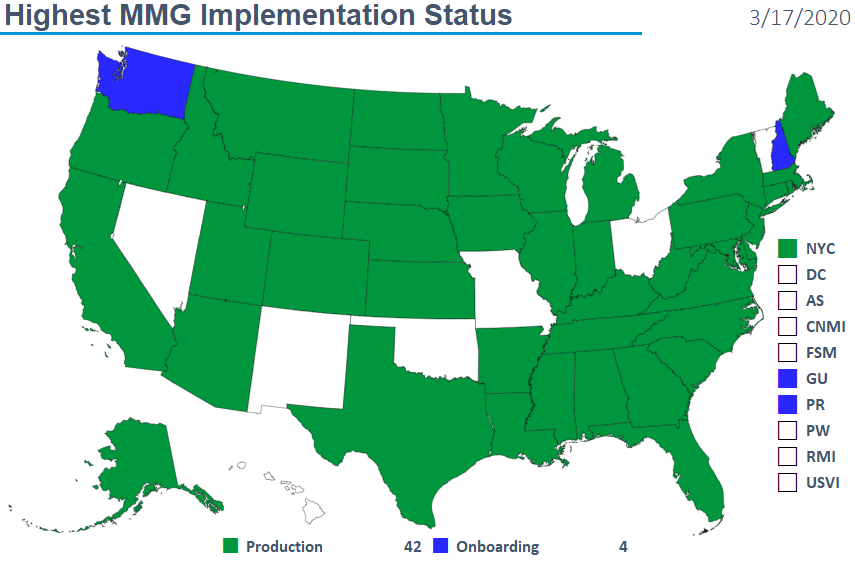 Highest MMG Implementation Status
3/17/2020
NYC
DC
AS
CNMI
FSM
GU
PR
PW
RMI
USVI
Production 42 Onboarding 4